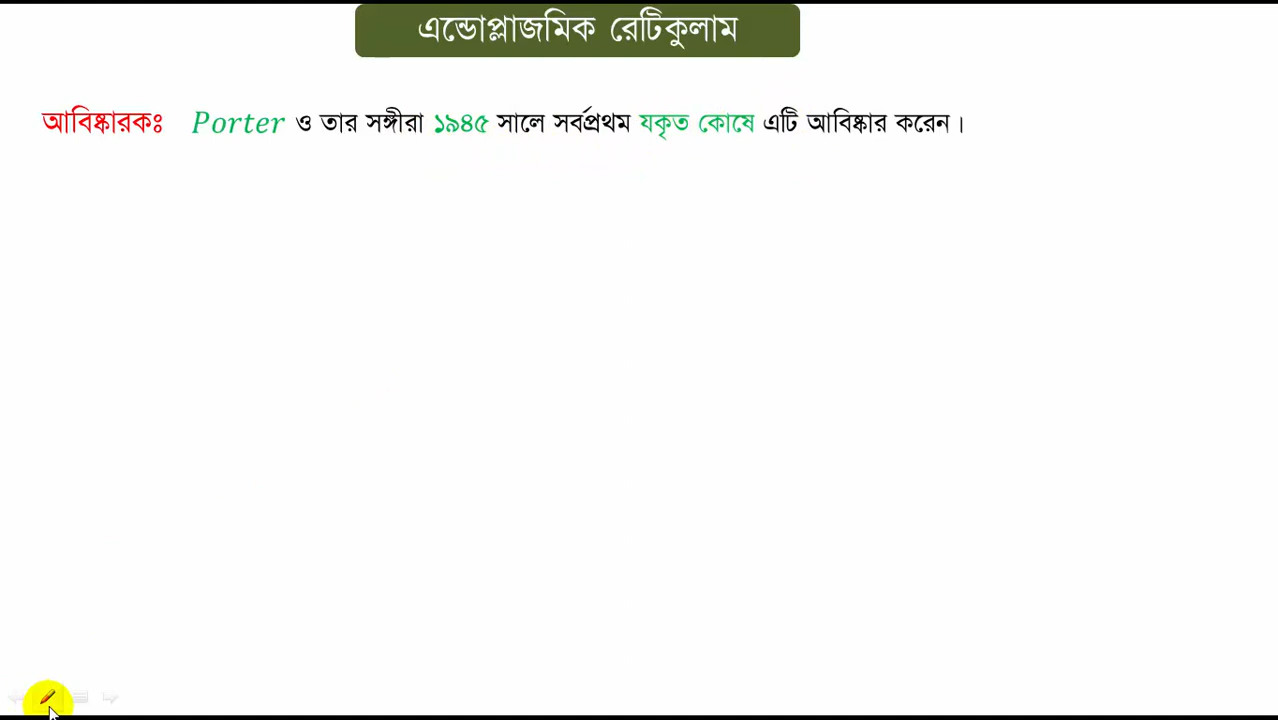 এন্ডোপ্লাজমিক রেটিকুলাম
আবিষ্কারকঃ Porter ও তার সঙ্গীরা ১৯৪৫ সালে সর্বপ্রথম যকৃত কোষে এটি আবিষ্কার করেন।